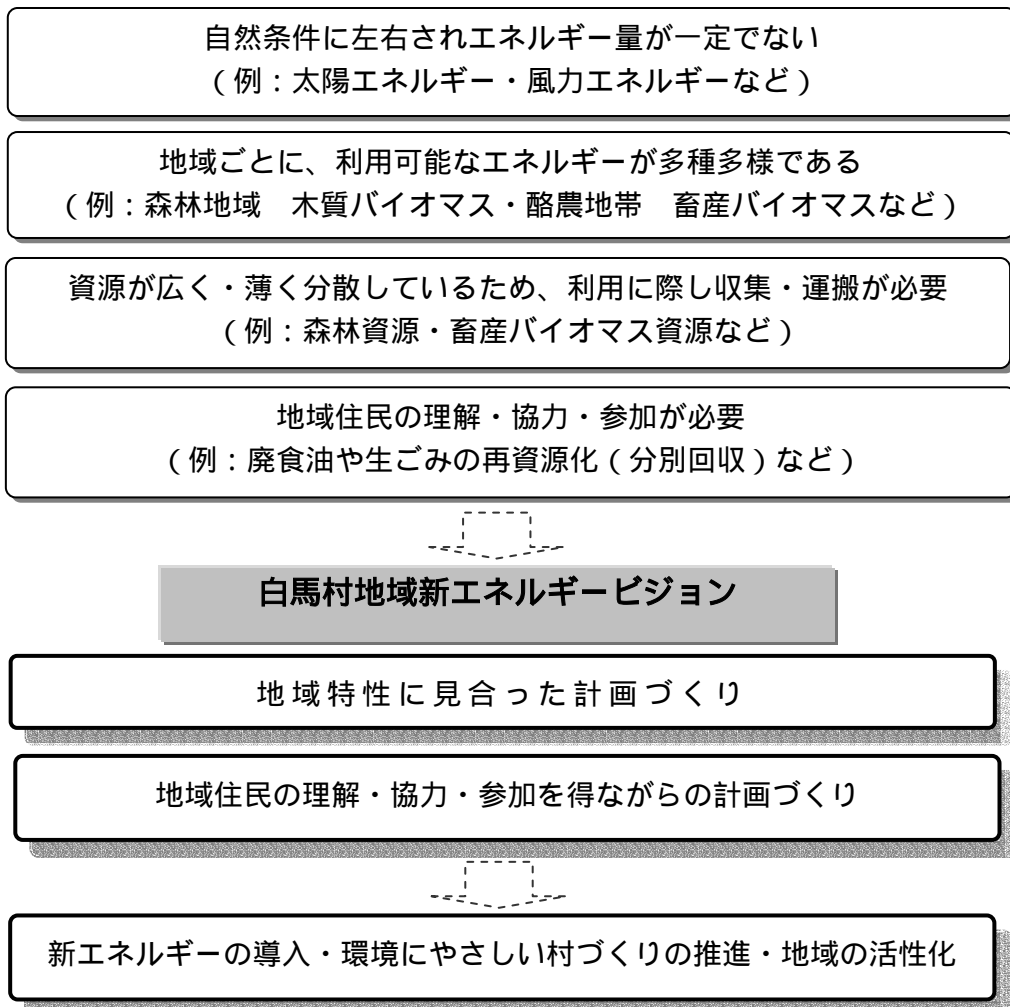 自然条件に左右されエネルギー量が一定でない
（例：太陽エネルギー・風力エネルギーなど）
地域ごとに、利用可能なエネルギーが多種多様である
（例：森林地域　木質バイオマス・酪農地帯　畜産バイオマスなど）
資源が広く・薄く分散しているため、利用に際し収集・運搬が必要
（例：森林資源・畜産バイオマス資源など）
地域住民の理解・協力・参加が必要
（例：廃食油や生ごみの再資源化（分別回収）など）
白馬村地域新エネルギービジョン
地域特性に見合った計画づくり
地域住民の理解・協力・参加を得ながらの計画づくり
新エネルギーの導入・環境にやさしい村づくりの推進・地域の活性化